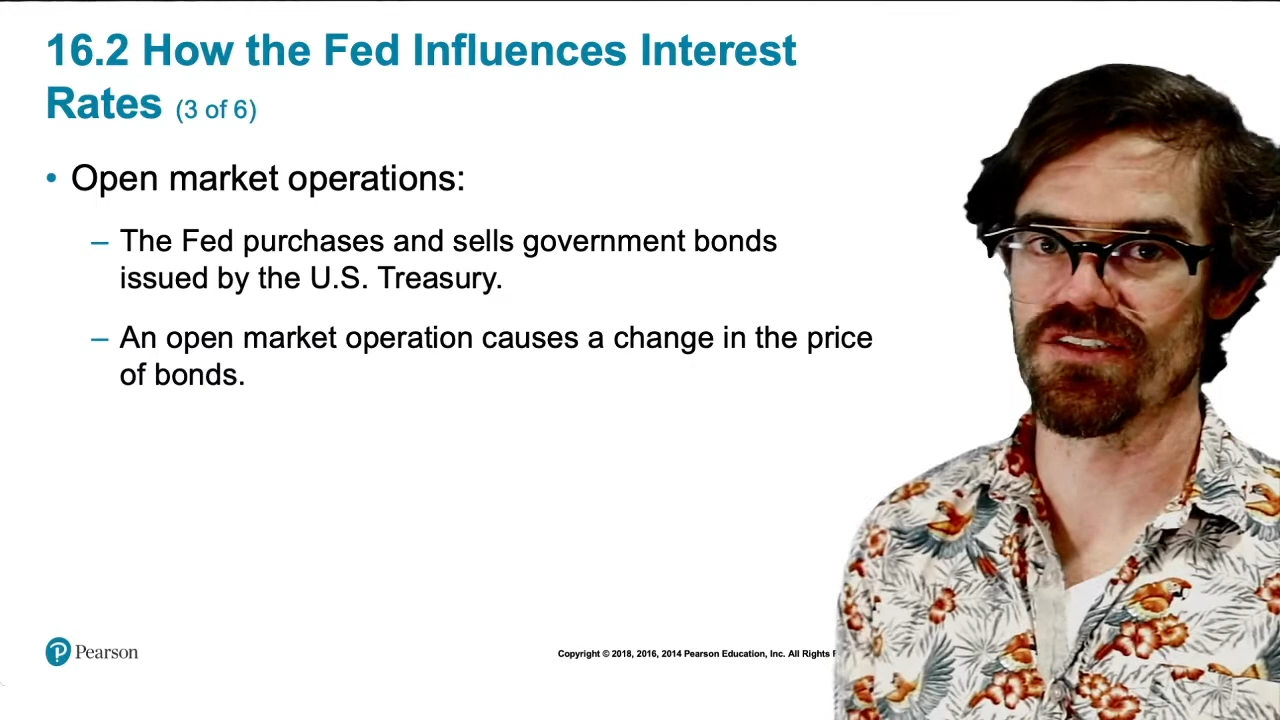 16.2 How the Fed Influences Interest
Rates (3 of 6)
• Open market operations:
– The Fed purchases and sells government bonds
issued by the U.S. Treasury.
– An open market operation causes a change in the price
of bonds.
Pearson
Copyright © 2018, 2016, 2014 Pearson Education, Inc. All Rights